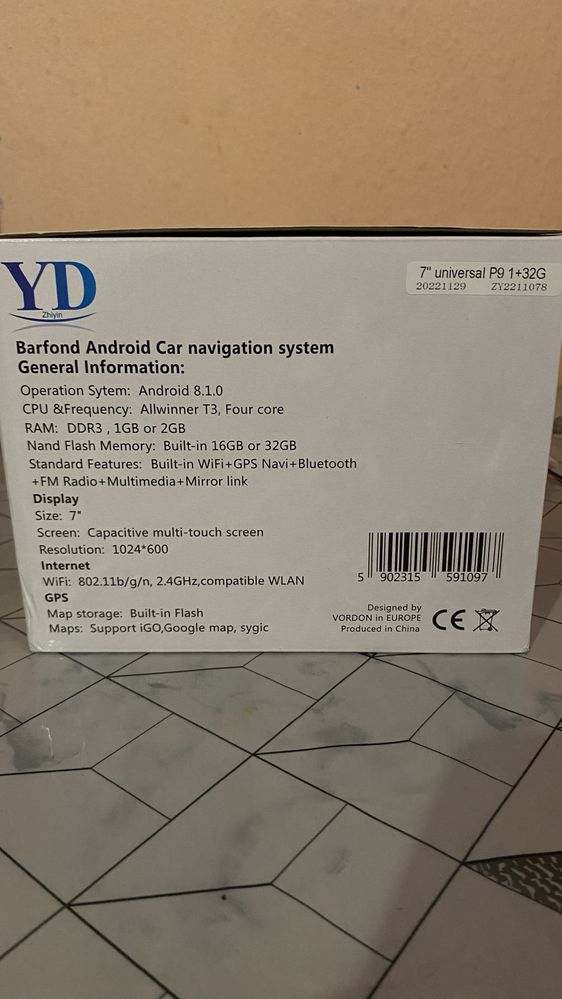 YD
Zhiyin
7" universal P9 1+32G
20221129 ZY2211078
Barfond Android Car navigation system
General Information:
Operation Sytem: Android 8.1.0
CPU &Frequency: Allwinner T3, Four core
RAM: DDR3 , 1GB or 2GB
Nand Flash Memory: Built-in 16GB or 32GB
Standard Features: Built-in WiFi+GPS Navi+Bluetooth
+FM Radio+Multimedia+Mirror link
Display
Size: 7"
Screen: Capacitive multi-touch screen
Resolution: 1024*600
Internet
WiFi: 802.11b/g/n, 2.4GHz,compatible WLAN
GPS
Map storage: Built-in Flash
Maps: Support iGO,Google map, sygic
5 902315 591097
Designed by
VORDON in EUROPE
Produced in China
CE